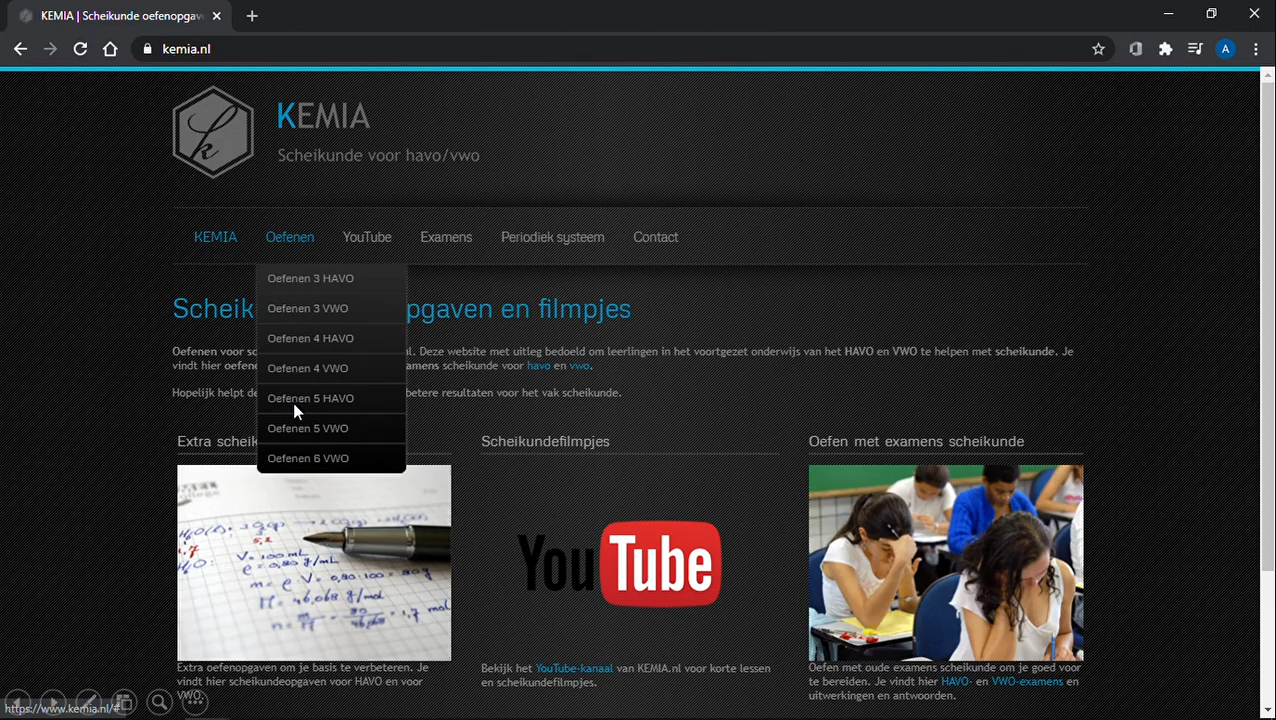 KEMIA | Scheikunde oefenopgav
kemia.nl
A
k
KEMIA
Scheikunde voor havo/vwo
KEMIA Oefenen YouTube Examens Periodiek systeem Contact
Oefenen 3 HAVO
Oefenen 3 VWO
Oefenen 4 HAVO
Oefenen 4 VWO
Oefenen 5 HAVO
Oefenen 5 VWO
Oefenen 6 VWO
Scheik pgaven en filmpjes
Oefenen voor sc nl. Deze website met uitleg bedoeld om leerlingen in het voortgezet onderwijs van het HAVO en VWO te helpen met scheikunde. Je
vindt hier oefen amens scheikunde voor havo en vwo.
Hopelijk helpt de betere resultaten voor het vak scheikunde.
Extra scheik
Scheikundefilmpjes
Oefen met examens scheikunde
V = 100 mL
YouTube
Extra oefenopgaven om je basis te verbeteren. Je
vindt hier scheikundeopgaven voor HAVO en voor
VWO.
Bekijk het YouTube-kanaal van KEMIA.nl voor korte lessen
en scheikundefilmpjes.
Oefen met oude examens scheikunde om je goed voor
te bereiden. Je vindt hier HAVO- en VWO-examens en
uitwerkingen en antwoorden.
https://www.kemia.nl/#